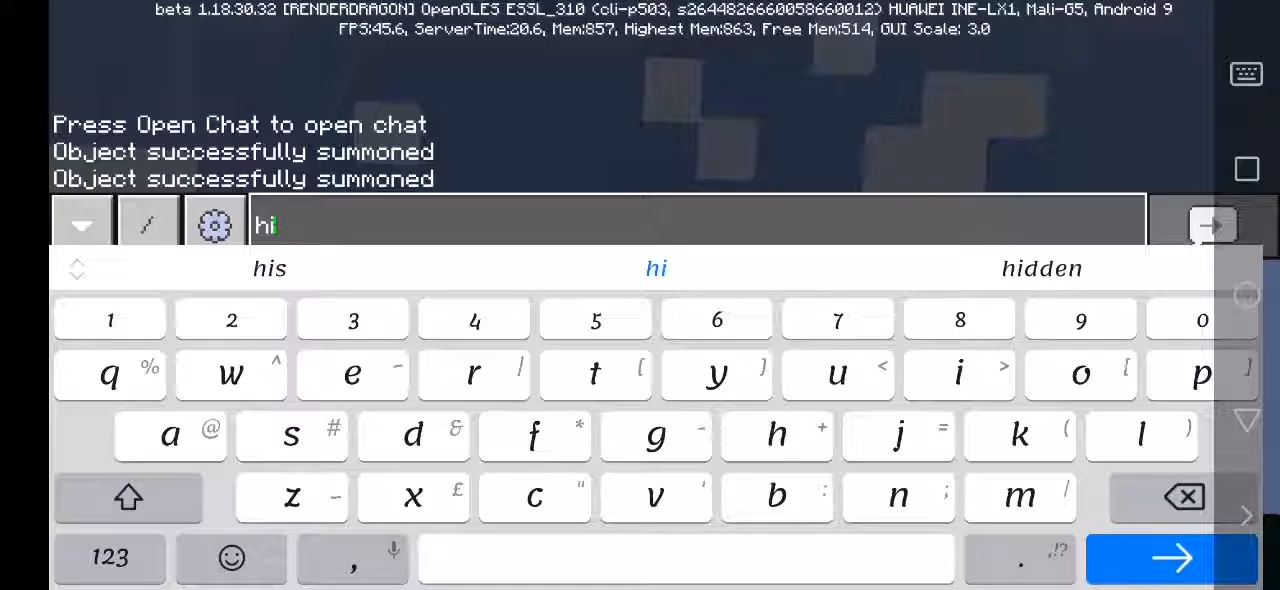 beta 1.18.30.32 [RENDERDRAGON] OpenGLES ESSL_310 (cli-p503, s2644826660058660012) HUAWEI INE-LX1, Mali-G5, Android 9
FPS:45.6, ServerTime:20.6, Mem:857, Highest Mem:863, Free Mem:514, GUI Scale: 3.0
Press Open Chat to open chat
Object successfully summoned
Object successfully summoned
/ hi
his hi hidden
1 2 3 4 5 6 7 8 9 0
q % w ^ e ~ r | t [ y ] u < i > o { p }
a @ s # d & f * g - h + j = k ( l )
z _ x £ c " v ' b : n ; m /
123 , . ,!?